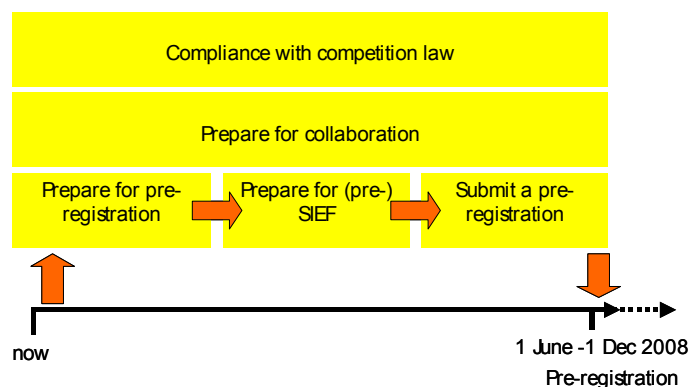 Compliance with competition law
Prepare for collaboration
Prepare for pre-
registration
Prepare for (pre-)
SIEF
Submit a pre-
registration
now
1 June -1 Dec 2008
Pre-registration